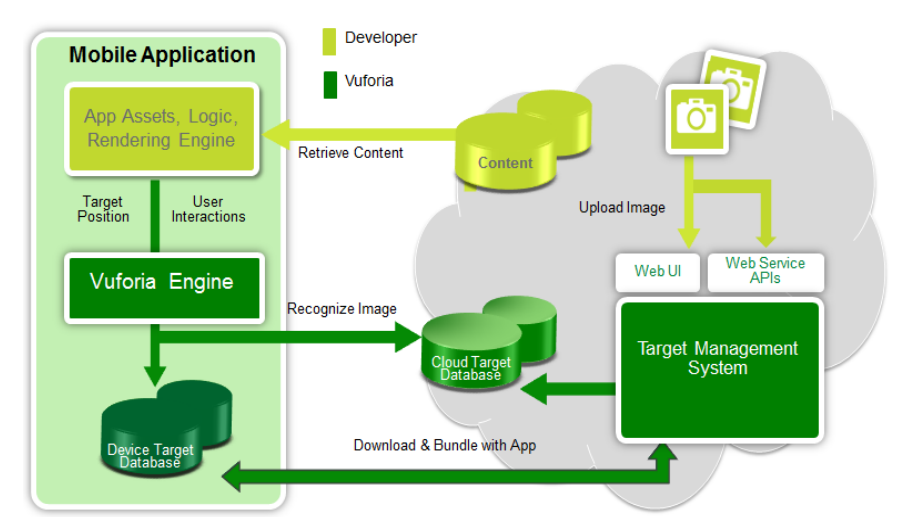 Mobile Application
Developer
Vuforia
App Assets, Logic,
Rendering Engine
Retrieve Content
Content
Target
Position
User
Interactions
Upload Image
Vuforia Engine
Web UI
Web Service
APIs
Recognize Image
Cloud Target
Database
Target Management
System
Device Target
Database
Download & Bundle with App